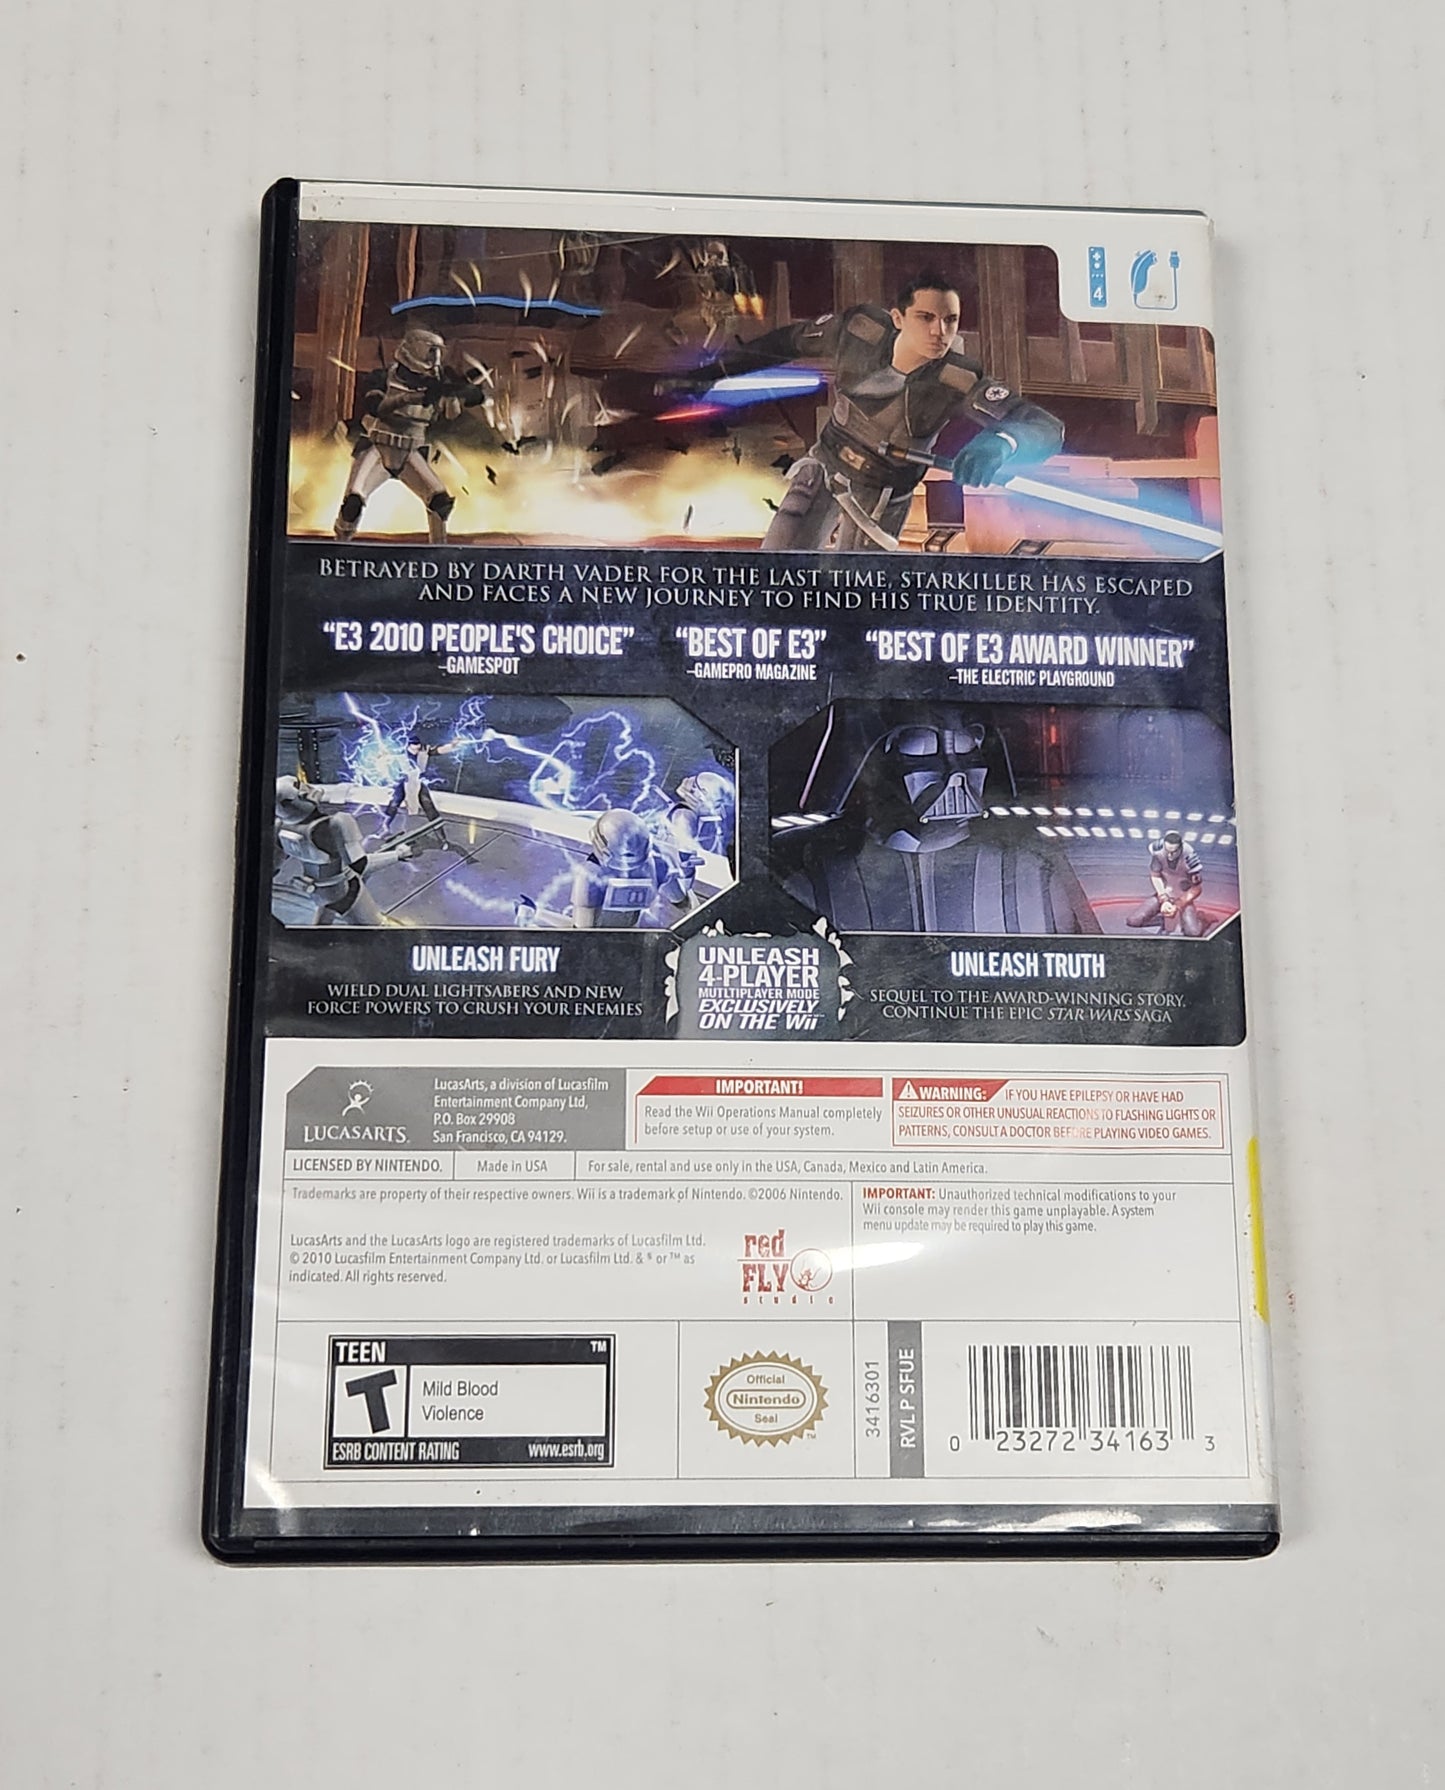 4
BETRAYED BY DARTH VADER FOR THE LAST TIME, STARKILLER HAS ESCAPED
AND FACES A NEW JOURNEY TO FIND HIS TRUE IDENTITY.
“E3 2010 PEOPLE'S CHOICE”
–GAMESPOT
“BEST OF E3”
–GAMEPRO MAGAZINE
“BEST OF E3 AWARD WINNER”
–THE ELECTRIC PLAYGROUND
UNLEASH FURY
WIELD DUAL LIGHTSABERS AND NEW
FORCE POWERS TO CRUSH YOUR ENEMIES
UNLEASH
4-PLAYER
MUTLTIPLAYER MODE
EXCLUSIVELY
ON THE Wii™
UNLEASH TRUTH
SEQUEL TO THE AWARD-WINNING STORY,
CONTINUE THE EPIC STAR WARS SAGA
LUCASARTS.
LucasArts, a division of Lucasfilm
Entertainment Company Ltd,
P.O. Box 29908
San Francisco, CA 94129.
IMPORTANT!
Read the Wii Operations Manual completely
before setup or use of your system.
WARNING: IF YOU HAVE EPILEPSY OR HAVE HAD
SEIZURES OR OTHER UNUSUAL REACTIONS TO FLASHING LIGHTS OR
PATTERNS, CONSULT A DOCTOR BEFORE PLAYING VIDEO GAMES.
LICENSED BY NINTENDO.
Made in USA
For sale, rental and use only in the USA, Canada, Mexico and Latin America.
Trademarks are property of their respective owners. Wii is a trademark of Nintendo. ©2006 Nintendo.
LucasArts and the LucasArts logo are registered trademarks of Lucasfilm Ltd.
© 2010 Lucasfilm Entertainment Company Ltd. or Lucasfilm Ltd. & ® or ™ as
indicated. All rights reserved.
red
FLY
studio
IMPORTANT: Unauthorized technical modifications to your
Wii console may render this game unplayable. A system
menu update may be required to play this game.
TEEN ™
T
Mild Blood
Violence
ESRB CONTENT RATING www.esrb.org
Official
Nintendo
Seal
™
3416301
RVL P SFUE
0 23272 34163 3